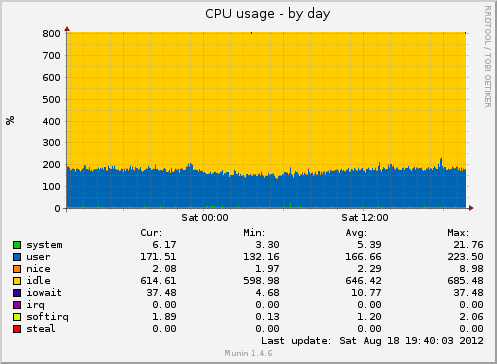 CPU usage - by day
RRDTOOL / TOBI OETIKER
%
800
700
600
500
400
300
200
100
0
Sat 00:00 Sat 12:00
Cur: Min: Avg: Max:
system 6.17 3.30 5.39 21.76
user 171.51 132.16 166.66 223.50
nice 2.08 1.97 2.29 8.98
idle 614.61 598.98 646.42 685.48
iowait 37.48 4.68 10.77 37.48
irq 0.00 0.00 0.00 0.00
softirq 1.89 0.13 1.20 2.06
steal 0.00 0.00 0.00 0.00
Last update: Sat Aug 18 19:40:03 2012
Munin 1.4.6